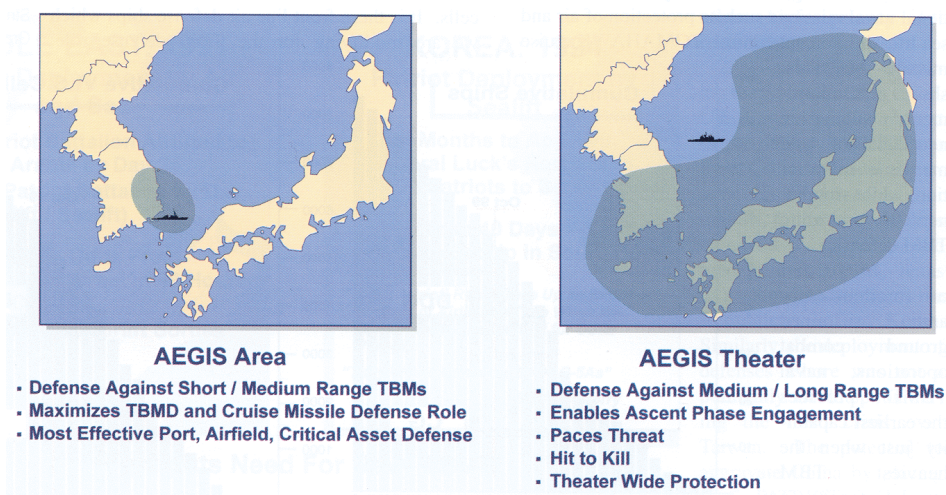 AEGIS Area
▪ Defense Against Short / Medium Range TBMs
▪ Maximizes TBMD and Cruise Missile Defense Role
▪ Most Effective Port, Airfield, Critical Asset Defense
AEGIS Theater
▪ Defense Against Medium / Long Range TBMs
▪ Enables Ascent Phase Engagement
▪ Paces Threat
▪ Hit to Kill
▪ Theater Wide Protection